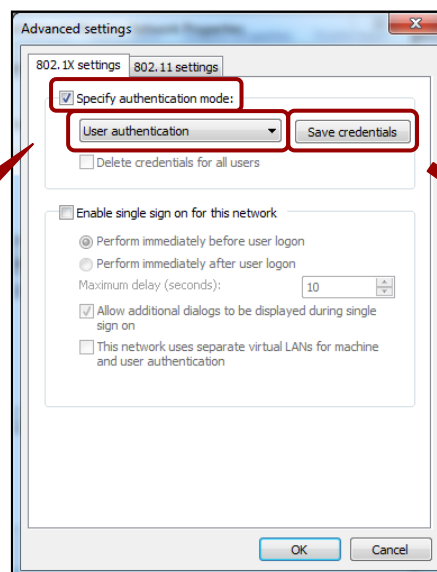 Advanced settings
802.1X settings 802.11 settings
Specify authentication mode:
User authentication Save credentials
Delete credentials for all users
Enable single sign on for this network
Perform immediately before user logon
Perform immediately after user logon
Maximum delay (seconds): 10
Allow additional dialogs to be displayed during single
sign on
This network uses separate virtual LANs for machine
and user authentication
OK Cancel